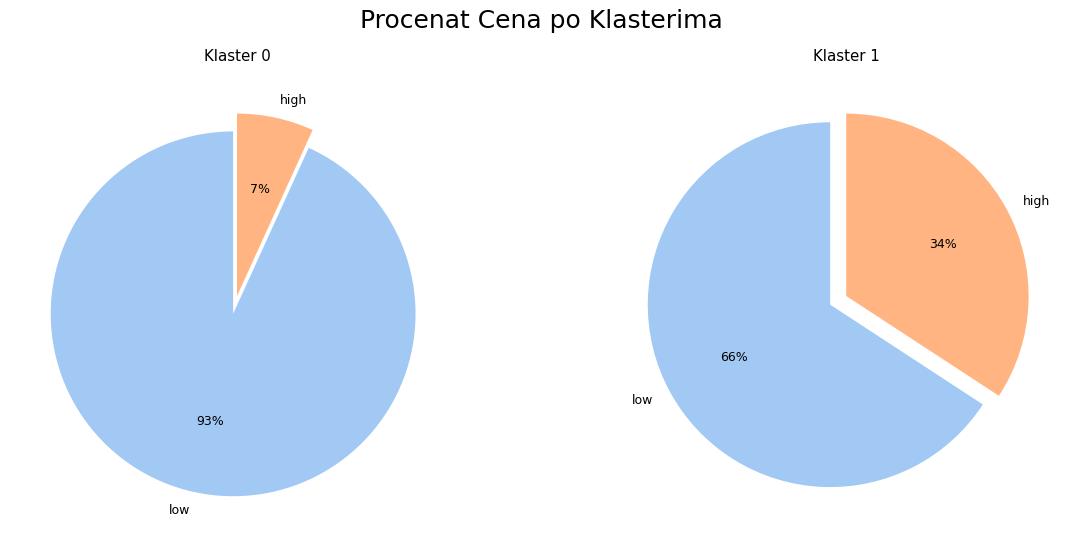 Procenat Cena po Klasterima
Klaster 0
high
7%
93%
low
Klaster 1
high
34%
66%
low